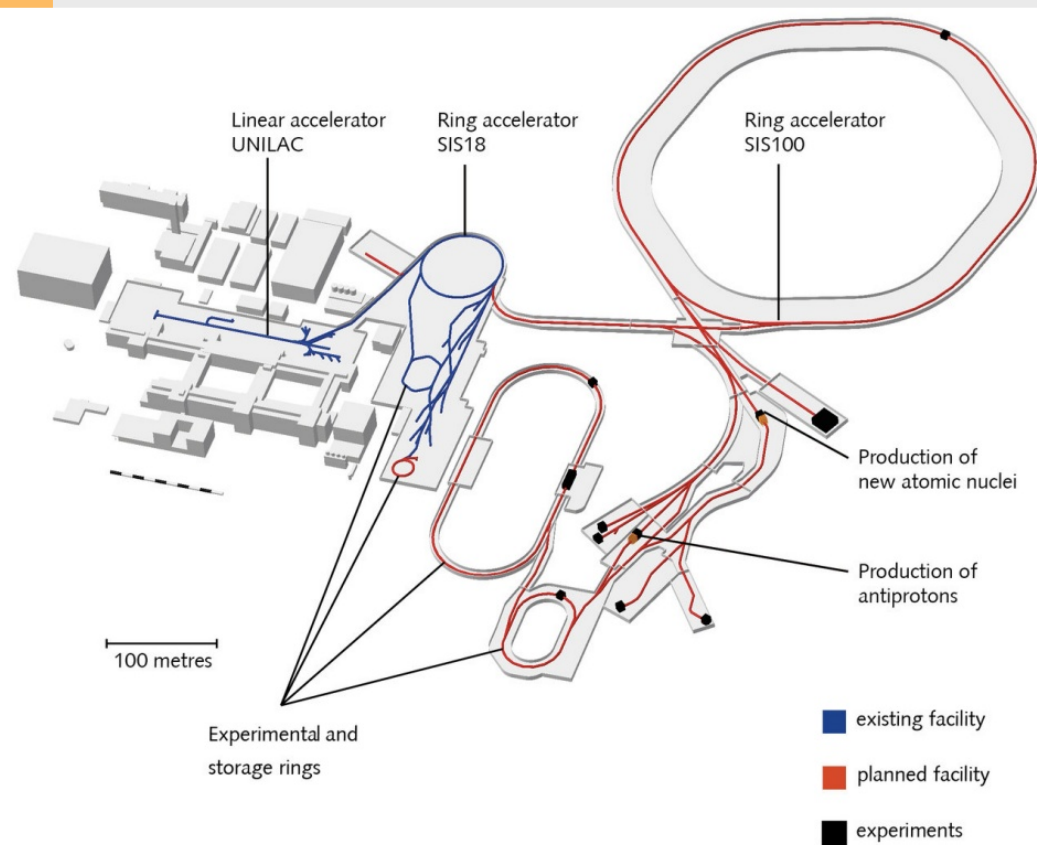 Linear accelerator
UNILAC
Ring accelerator
SIS18
Ring accelerator
SIS100
Production of
new atomic nuclei
Production of
antiprotons
100 metres
Experimental and
storage rings
existing facility
planned facility
experiments